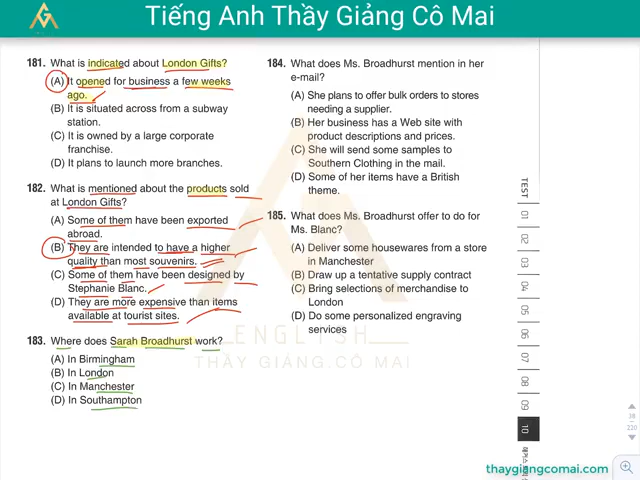 Tiếng Anh Thầy Giảng Cô Mai
181. What is indicated about London Gifts?
(A) It opened for business a few weeks
ago.
(B) It is situated across from a subway
station.
(C) It is owned by a large corporate
franchise.
(D) It plans to launch more branches.
182. What is mentioned about the products sold
at London Gifts?
(A) Some of them have been exported
abroad.
(B) They are intended to have a higher
quality than most souvenirs.
(C) Some of them have been designed by
Stephanie Blanc.
(D) They are more expensive than items
available at tourist sites.
183. Where does Sarah Broadhurst work?
(A) In Birmingham
(B) In London
(C) In Manchester
(D) In Southampton
184. What does Ms. Broadhurst mention in her
e-mail?
(A) She plans to offer bulk orders to stores
needing a supplier.
(B) Her business has a Web site with
product descriptions and prices.
(C) She will send some samples to
Southern Clothing in the mail.
(D) Some of her items have a British
theme.
185. What does Ms. Broadhurst offer to do for
Ms. Blanc?
(A) Deliver some housewares from a store
in Manchester
(B) Draw up a tentative supply contract
(C) Bring selections of merchandise to
London
(D) Do some personalized engraving
services
ENGLISH
THẦY GIẢNG.CÔ MAI
TEST
01
02
03
04
05
06
07
08
09
10
38
220
thaygiangcomai.com